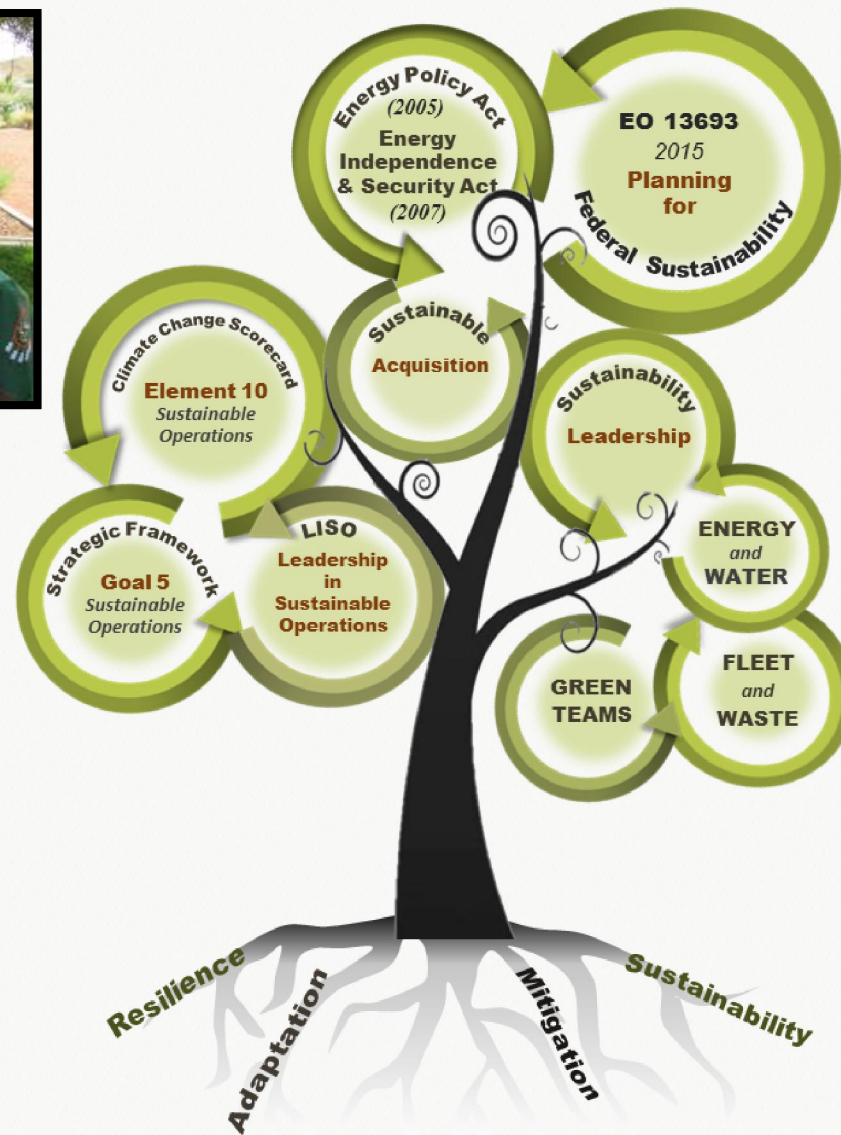 Energy Policy Act
(2005)
Energy
Independence
& Security Act
(2007)
EO 13693
2015
Planning
for
Federal Sustainability
Climate Change Scorecard
Element 10
Sustainable
Operations
Sustainable
Acquisition
Sustainability
Leadership
Strategic Framework
Goal 5
Sustainable
Operations
LISO
Leadership
in
Sustainable
Operations
ENERGY
and
WATER
GREEN
TEAMS
FLEET
and
WASTE
Resilience
Adaptation
Mitigation
Sustainability